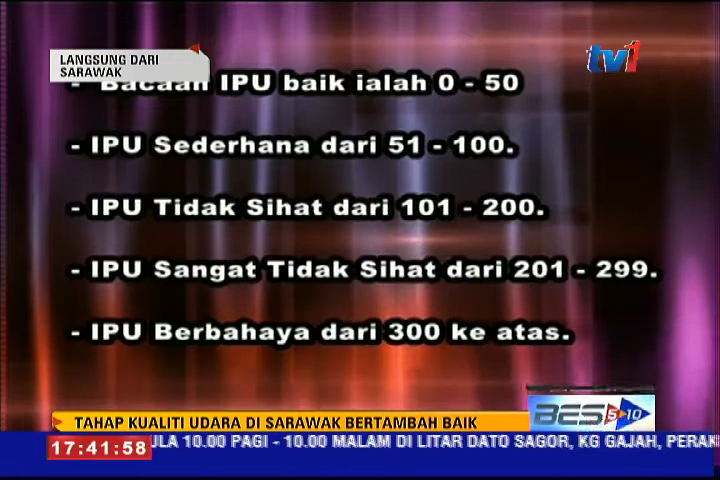 LANGSUNG DARI
SARAWAK
tv1
- Bacaan IPU baik ialah 0 - 50
- IPU Sederhana dari 51 - 100.
- IPU Tidak Sihat dari 101 - 200.
- IPU Sangat Tidak Sihat dari 201 - 299.
- IPU Berbahaya dari 300 ke atas.
TAHAP KUALITI UDARA DI SARAWAK BERTAMBAH BAIK
BES 5-10
17:41:58 ULA 10.00 PAGI - 10.00 MALAM DI LITAR DATO SAGOR, KG GAJAH, PERAK